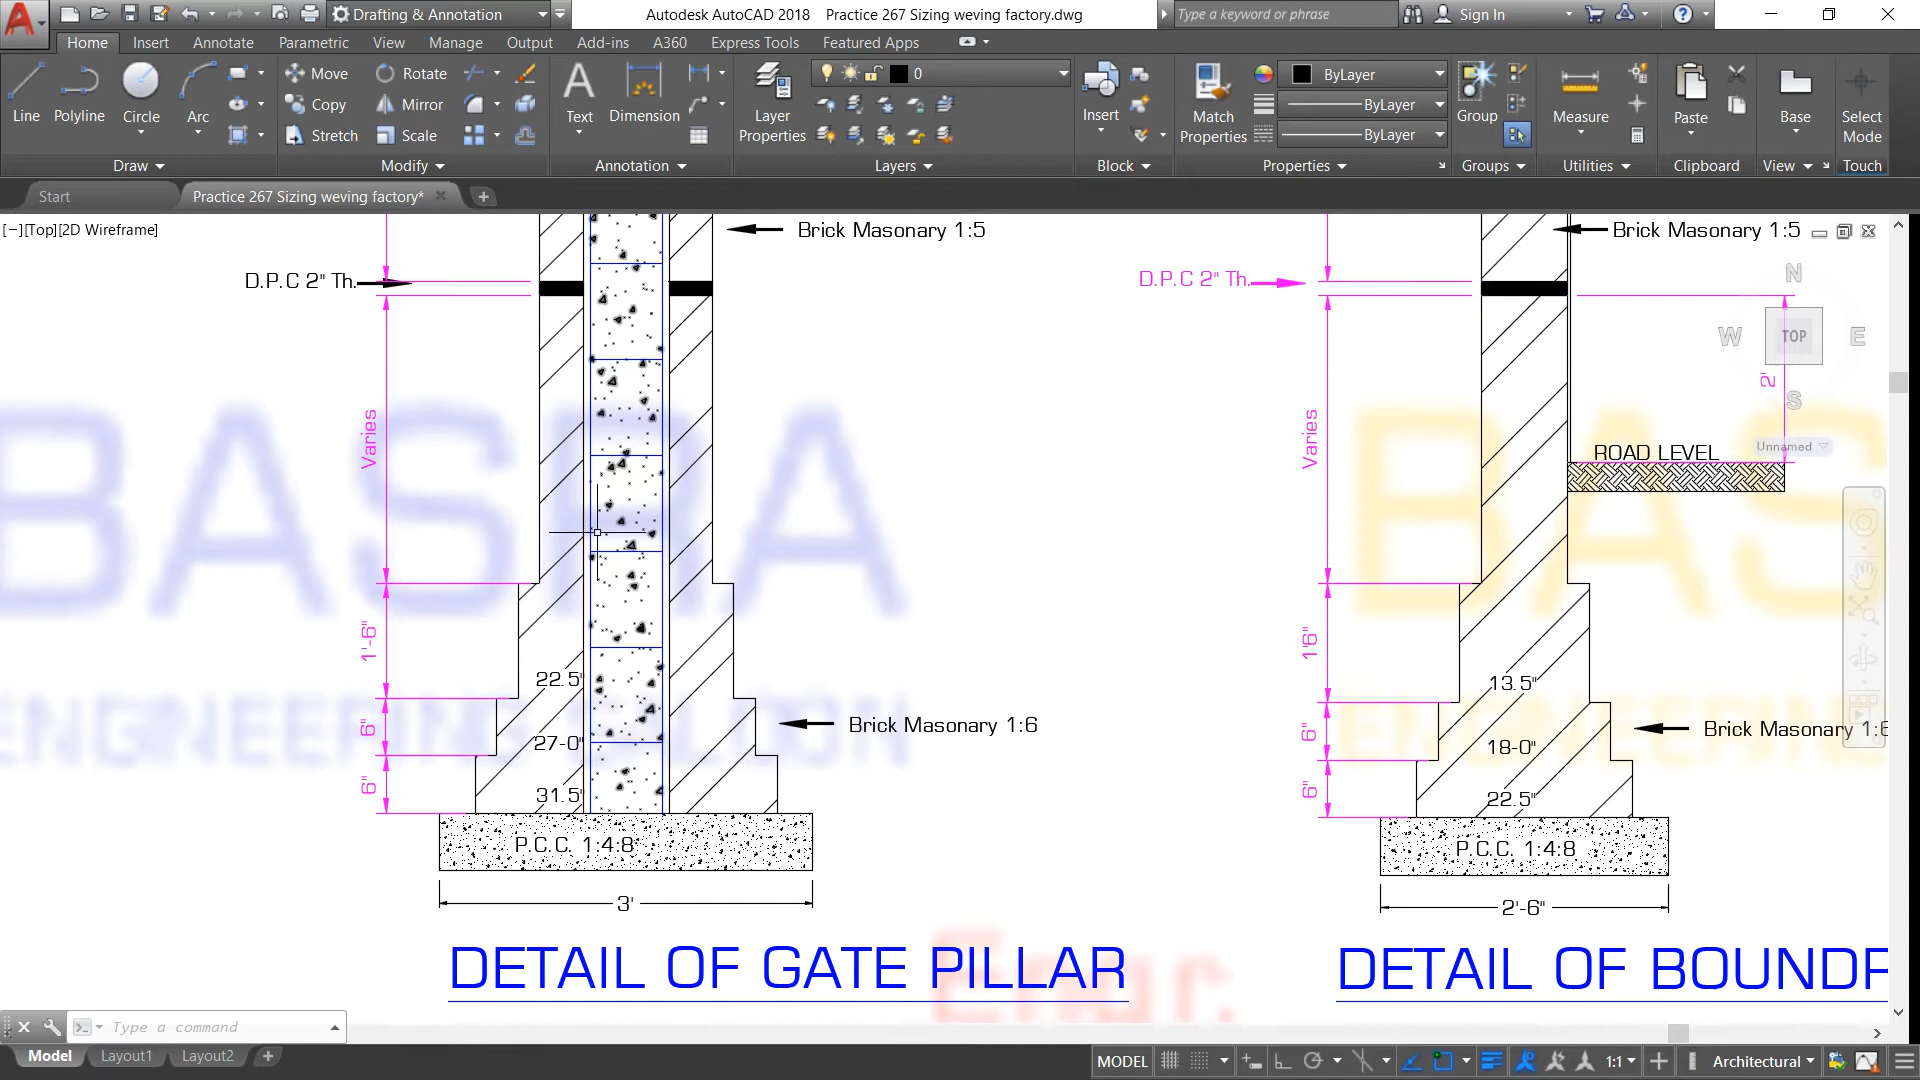 Drafting & Annotation
Autodesk AutoCAD 2018 Practice 267 Sizing weving factory.dwg
Type a keyword or phrase
Sign In
Home Insert Annotate Parametric View Manage Output Add-ins A360 Express Tools Featured Apps
Line Polyline Circle Arc
Move Rotate
Copy Mirror
Stretch Scale
Text Dimension
Layer Properties
0
Insert
Match Properties
ByLayer
ByLayer
ByLayer
Group
Measure
Paste
Base
Select Mode
Draw Modify Annotation Layers Block Properties Groups Utilities Clipboard View Touch
Start
Practice 267 Sizing weving factory*
[−][Top][2D Wireframe]
Brick Masonary 1:5
Brick Masonary 1:5
N
D.P.C 2" Th.
D.P.C 2" Th.
W TOP E
S
2'
Varies
Varies
Unnamed
ROAD LEVEL
BASHA
BAS
1'-6"
1'6"
22.5"
13.5"
6"
6"
Brick Masonary 1:6
Brick Masonary 1:6
27-0"
18-0"
6"
6"
31.5"
22.5"
P.C.C. 1:4:8
P.C.C. 1:4:8
3'
2'-6"
DETAIL OF GATE PILLAR
DETAIL OF BOUND
Engr.
Type a command
Model Layout1 Layout2
MODEL
1:1
Architectural